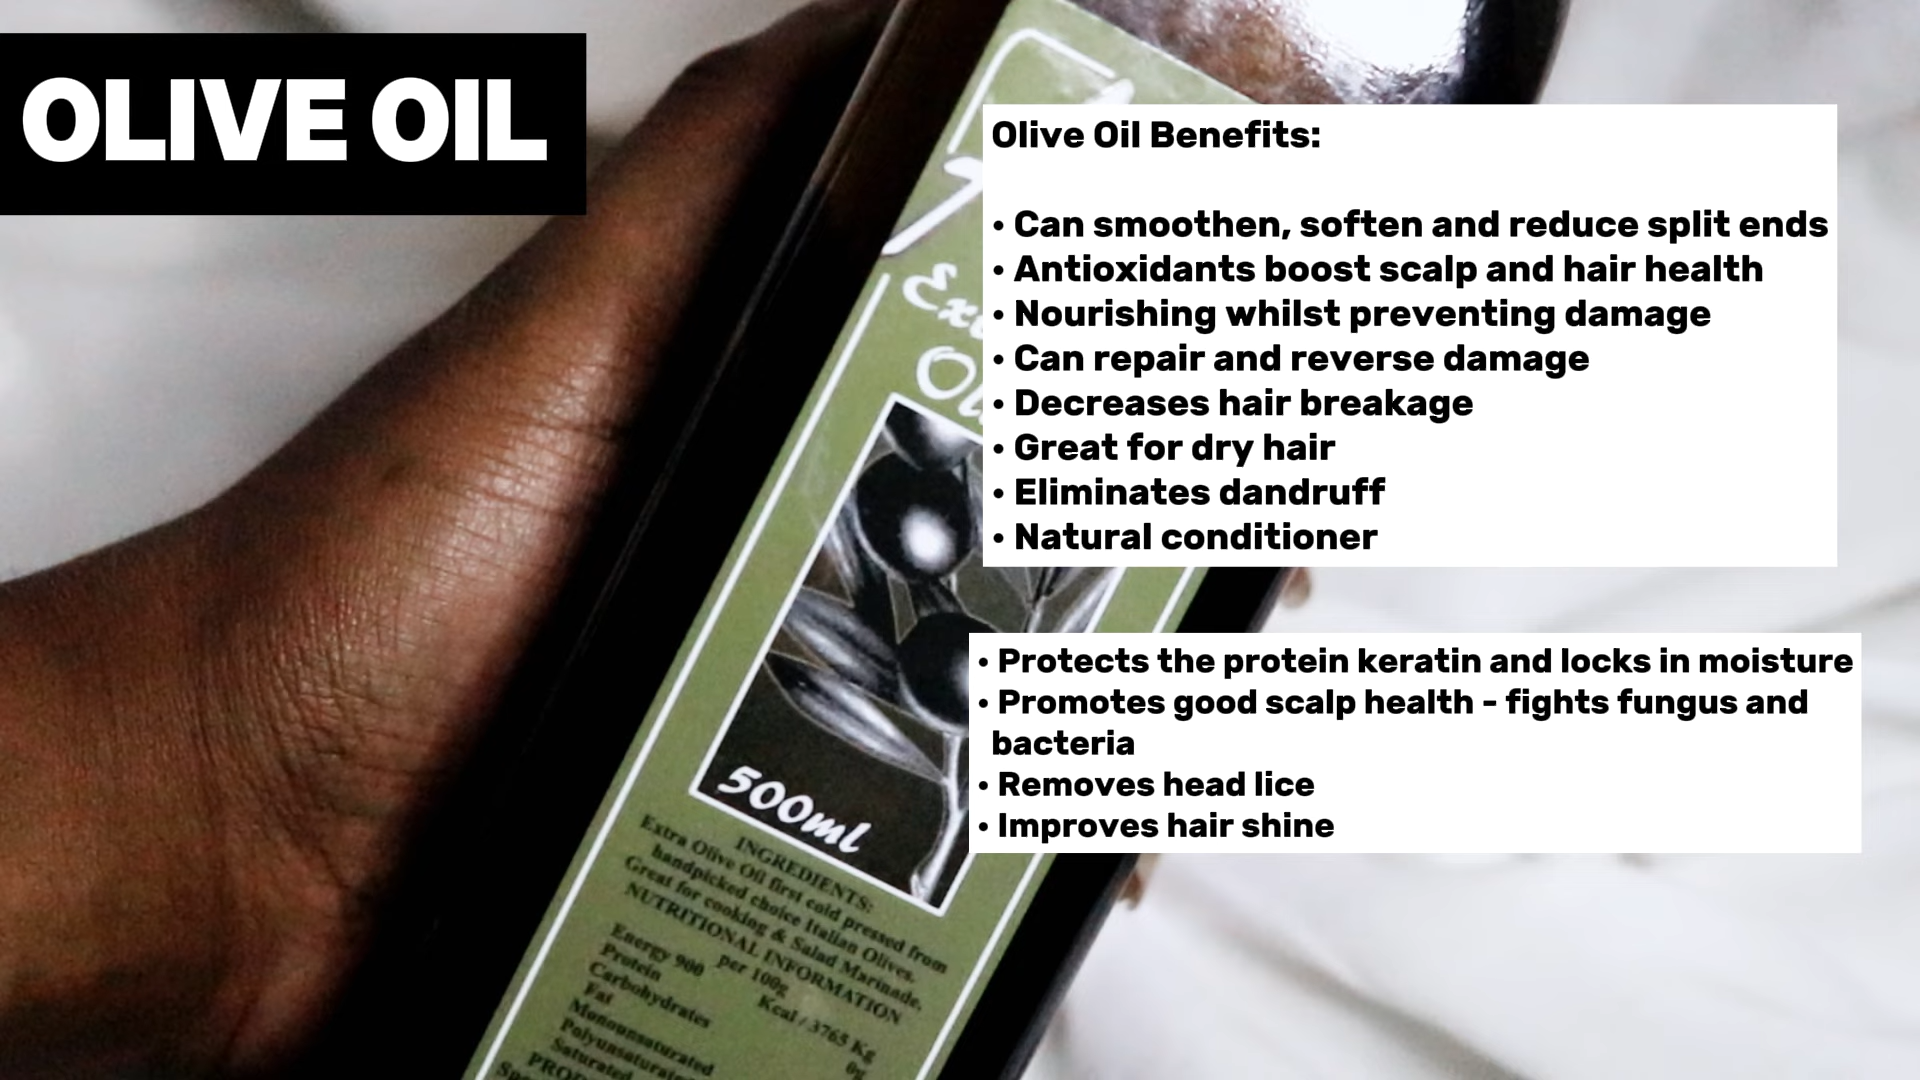 OLIVE OIL
Olive Oil Benefits:
• Can smoothen, soften and reduce split ends
• Antioxidants boost scalp and hair health
• Nourishing whilst preventing damage
• Can repair and reverse damage
• Decreases hair breakage
• Great for dry hair
• Eliminates dandruff
• Natural conditioner
• Protects the protein keratin and locks in moisture
• Promotes good scalp health - fights fungus and
bacteria
• Removes head lice
• Improves hair shine
500ml
INGREDIENTS:
Extra Olive Oil first cold pressed from
handpicked choice Italian Olives.
Great for cooking & Salad Marinade.
NUTRITIONAL INFORMATION
per 100g
Energy 900 Kcal / 3765 Kg
Protein 0g
Carbohydrates
Fat
Monounsaturated
Polyunsaturated
Saturated